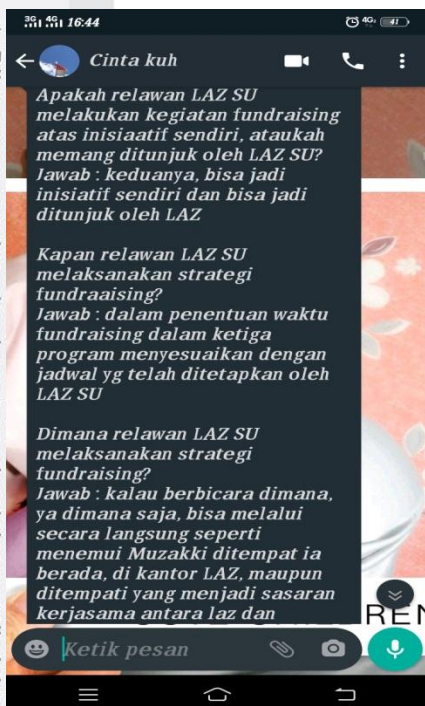 3G 4G 16:44
4G 41
Cinta kuh
Apakah relawan LAZ SU
melakukan kegiatan fundraising
atas inisiaatif sendiri, ataukah
memang ditunjuk oleh LAZ SU?
Jawab : keduanya, bisa jadi
inisiatif sendiri dan bisa jadi
ditunjuk oleh LAZ
Kapan relawan LAZ SU
melaksanakan strategi
fundraaising?
Jawab : dalam penentuan waktu
fundraising dalam ketiga
program menyesuaikan dengan
jadwal yg telah ditetapkan oleh
LAZ SU
Dimana relawan LAZ SU
melaksanakan strategi
fundraising?
Jawab : kalau berbicara dimana,
ya dimana saja, bisa melalui
secara langsung seperti
menemui Muzakki ditempat ia
berada, di kantor LAZ, maupun
ditempati yang menjadi sasaran
kerjasama antara laz dan
Ketik pesan